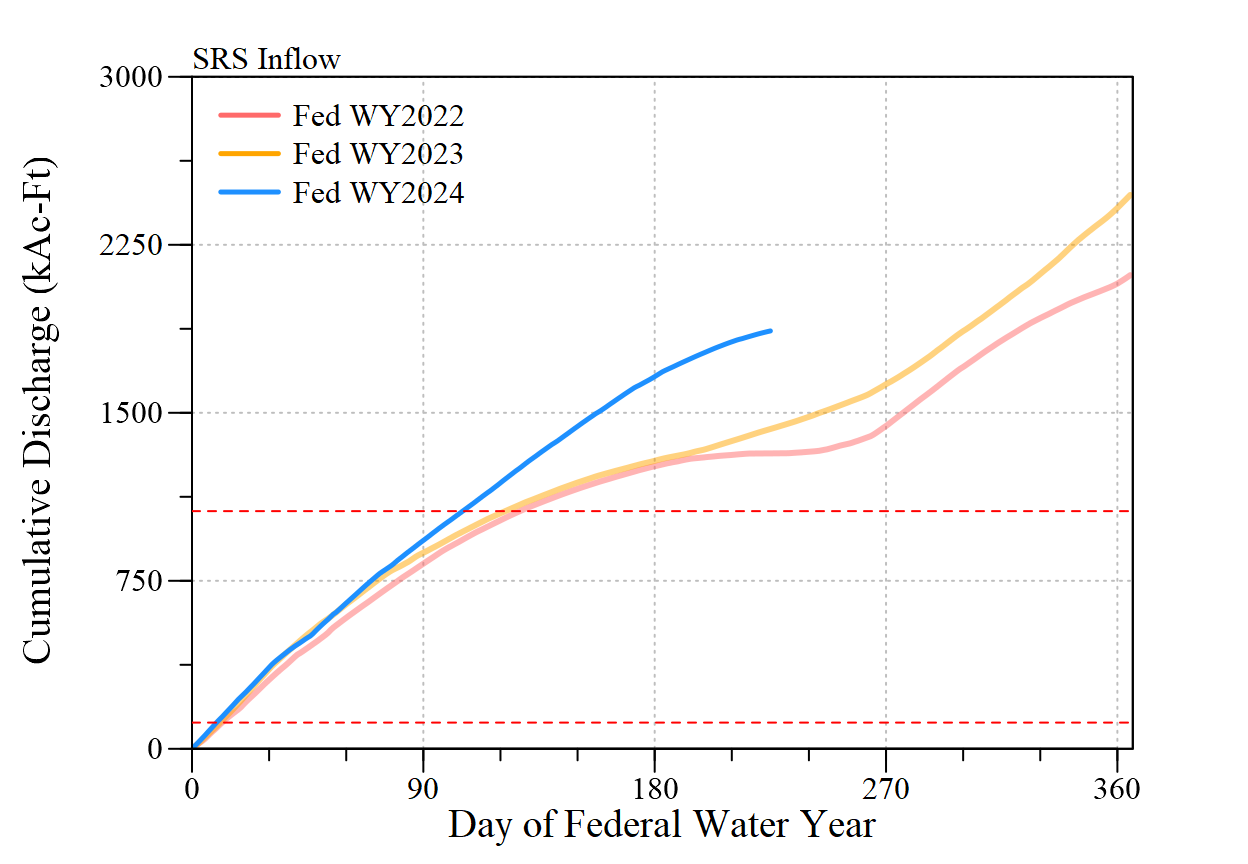 SRS Inflow
3000
2250
1500
750
0
Fed WY2022
Fed WY2023
Fed WY2024
Cumulative Discharge (kAc-Ft)
0 90 180 270 360
Day of Federal Water Year